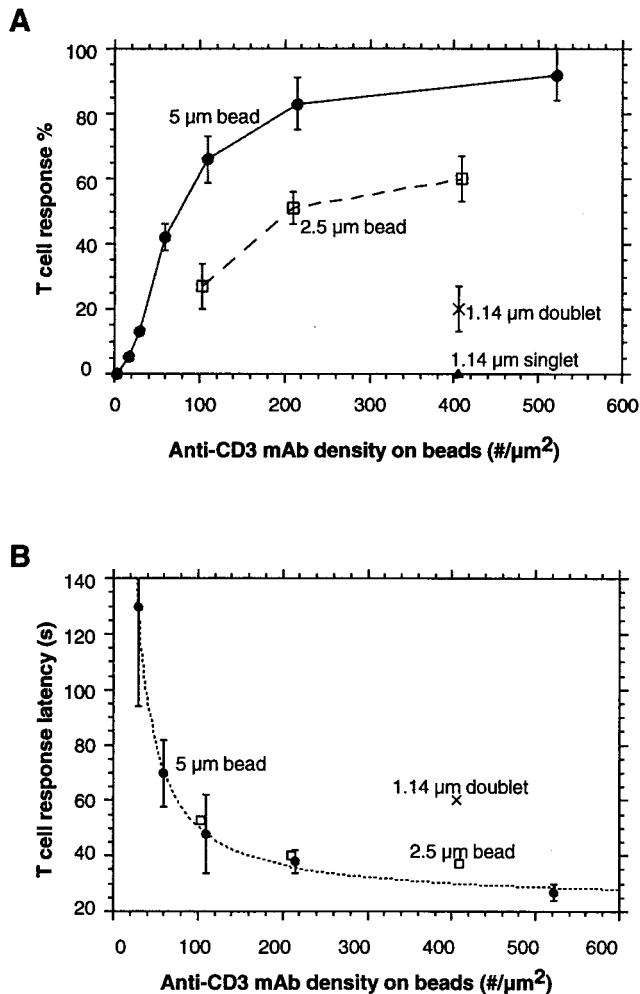 A
100
80
60
40
20
0
T cell response %
5 µm bead
2.5 µm bead
1.14 µm doublet
1.14 µm singlet
0 100 200 300 400 500 600
Anti-CD3 mAb density on beads (#/µm2)
B
140
120
100
80
60
40
20
T cell response latency (s)
5 µm bead
1.14 µm doublet
2.5 µm bead
0 100 200 300 400 500 600
Anti-CD3 mAb density on beads (#/µm2)